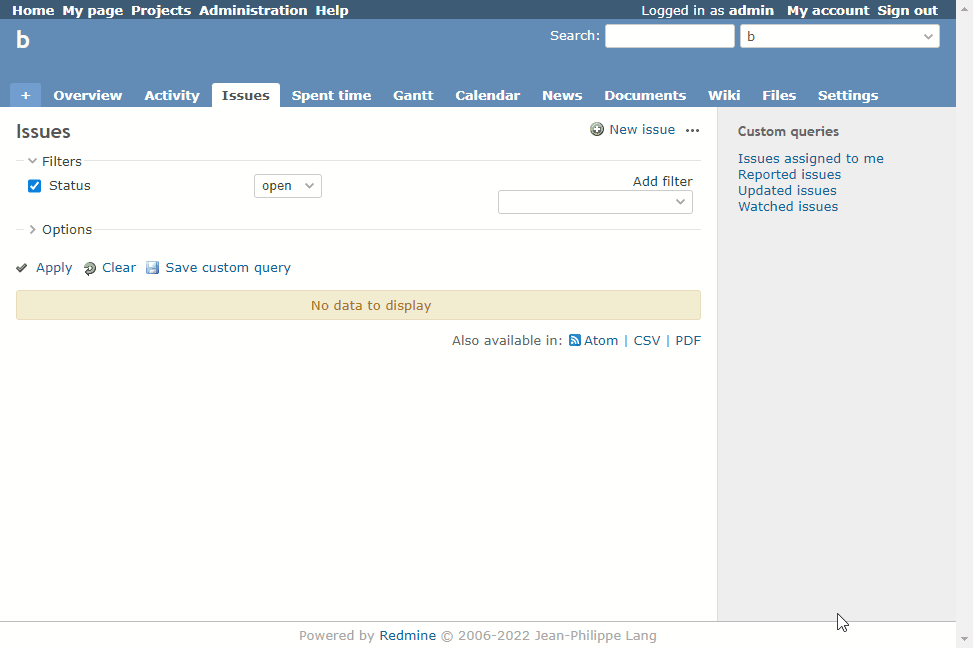 Home My page Projects Administration Help Logged in as admin My account Sign out
b Search: b
+ Overview Activity Issues Spent time Gantt Calendar News Documents Wiki Files Settings
Issues
New issue ...
Filters
Status open Add filter
Options
Apply Clear Save custom query
No data to display
Also available in: Atom | CSV | PDF
Custom queries
Issues assigned to me
Reported issues
Updated issues
Watched issues
Powered by Redmine © 2006-2022 Jean-Philippe Lang